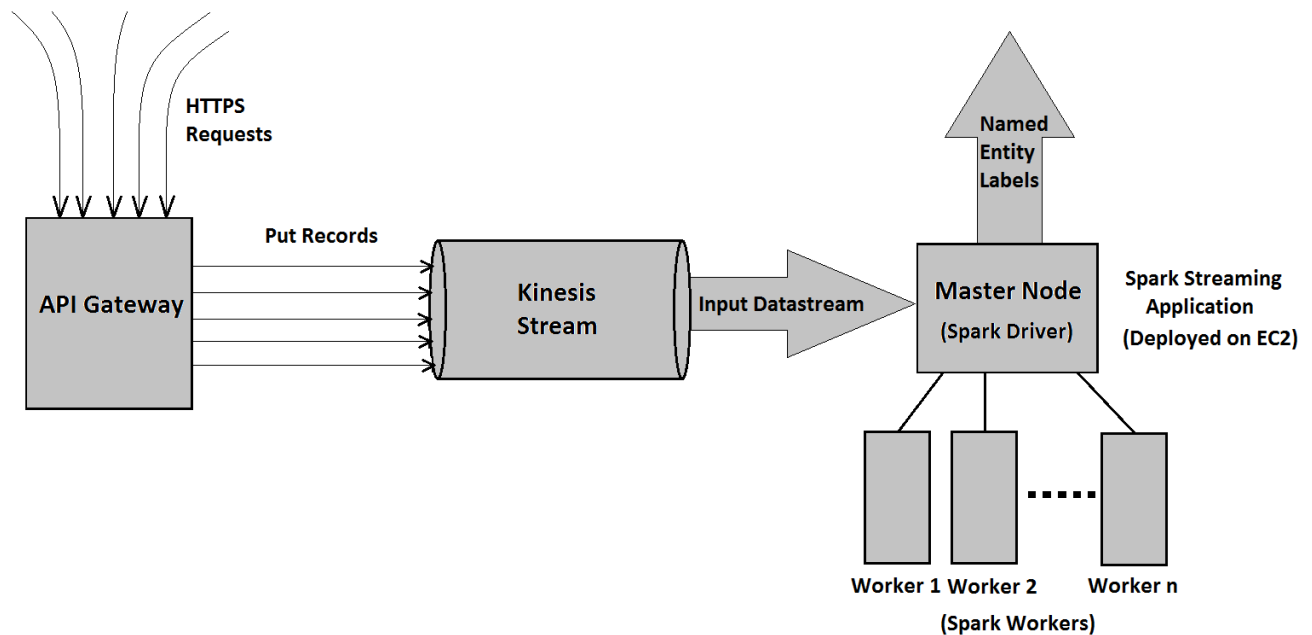 HTTPS
Requests
API Gateway
Put Records
Kinesis
Stream
Input Datastream
Named
Entity
Labels
Master Node
(Spark Driver)
Spark Streaming
Application
(Deployed on EC2)
Worker 1
Worker 2
Worker n
(Spark Workers)